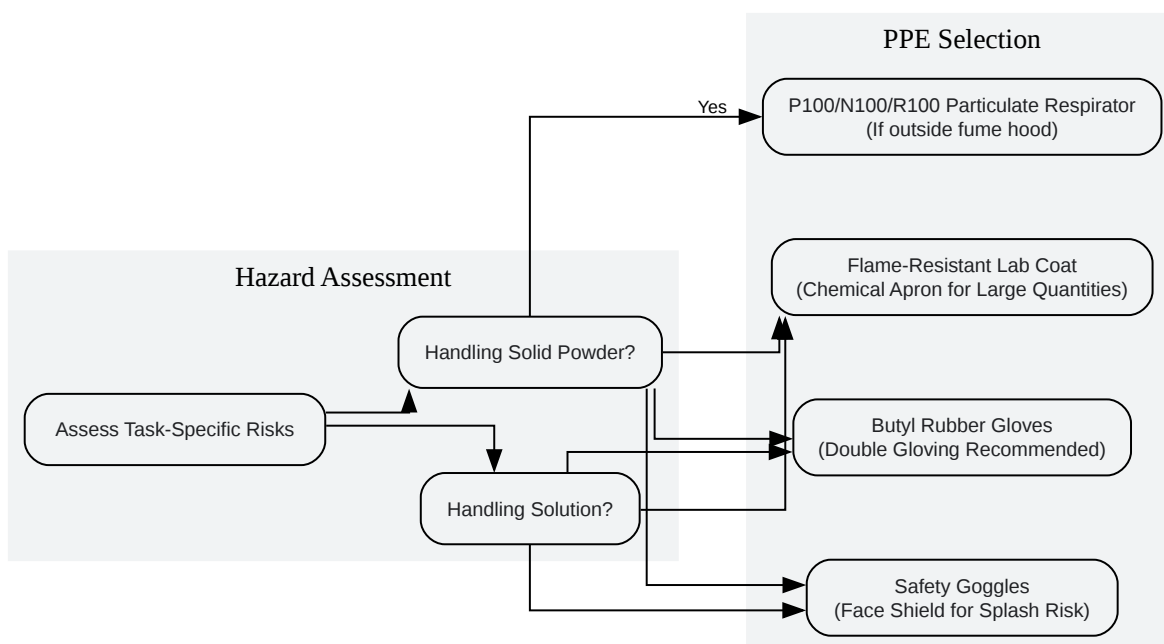 PPE Selection
Yes
P100/N100/R100 Particulate Respirator
(If outside fume hood)
Hazard Assessment
Flame-Resistant Lab Coat
(Chemical Apron for Large Quantities)
Handling Solid Powder?
Assess Task-Specific Risks
Butyl Rubber Gloves
(Double Gloving Recommended)
Handling Solution?
Safety Goggles
(Face Shield for Splash Risk)